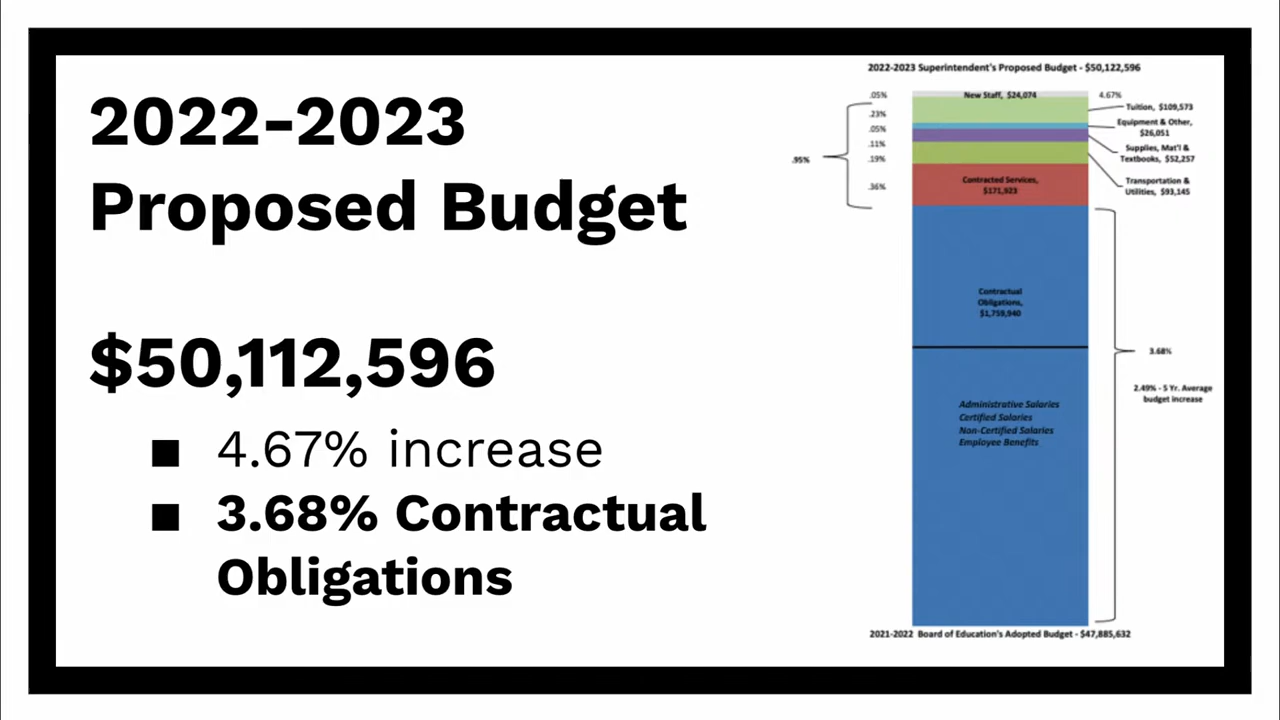 2022-2023
Proposed Budget
$50,112,596
■ 4.67% increase
■ 3.68% Contractual
Obligations
2022-2023 Superintendent's Proposed Budget - $50,122,596
.05%
New Staff, $24,074
4.67%
.23%
Tuition, $109,573
.05%
Equipment & Other,
$26,051
.11%
Supplies, Mat'l &
Textbooks, $52,257
.95%
.19%
.36%
Contracted Services,
$171,923
Transportation &
Utilities, $93,145
Contractual
Obligations,
$1,759,940
3.68%
2.49% - 5 Yr. Average
budget increase
Administrative Salaries
Certified Salaries
Non-Certified Salaries
Employee Benefits
2021-2022 Board of Education's Adopted Budget - $47,885,632